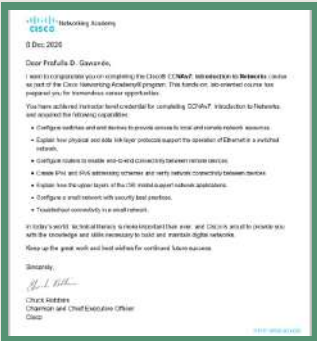 Networking Academy
CISCO
8 Dec 2020
Dear Prafulla D. Gawande,
I want to congratulate you on completing the Cisco® CCNAv7: Introduction to Networks course
as part of the Cisco Networking Academy® program. This hands-on, lab-oriented course has
prepared you for tremendous career opportunities.
You have achieved instructor level credential for completing CCNAv7: Introduction to Networks
and acquired the following capabilities:
• Configure switches and end devices to provide access to local and remote network resources.
• Explain how physical and data link layer protocols support the operation of Ethernet in a switched
network.
• Configure routers to enable end-to-end connectivity between remote devices.
• Create IPv4 and IPv6 addressing schemes and verify network connectivity between devices.
• Explain how the upper layers of the OSI model support network applications.
• Configure a small network with security best practices.
• Troubleshoot connectivity in a small network.
In today's world, technical literacy is more important than ever, and Cisco is proud to provide you
with the knowledge and skills necessary to build and maintain digital networks.
Keep up the great work and best wishes for continued future success.
Sincerely,
Chuck Robbins
Chuck Robbins
Chairman and Chief Executive Officer
Cisco